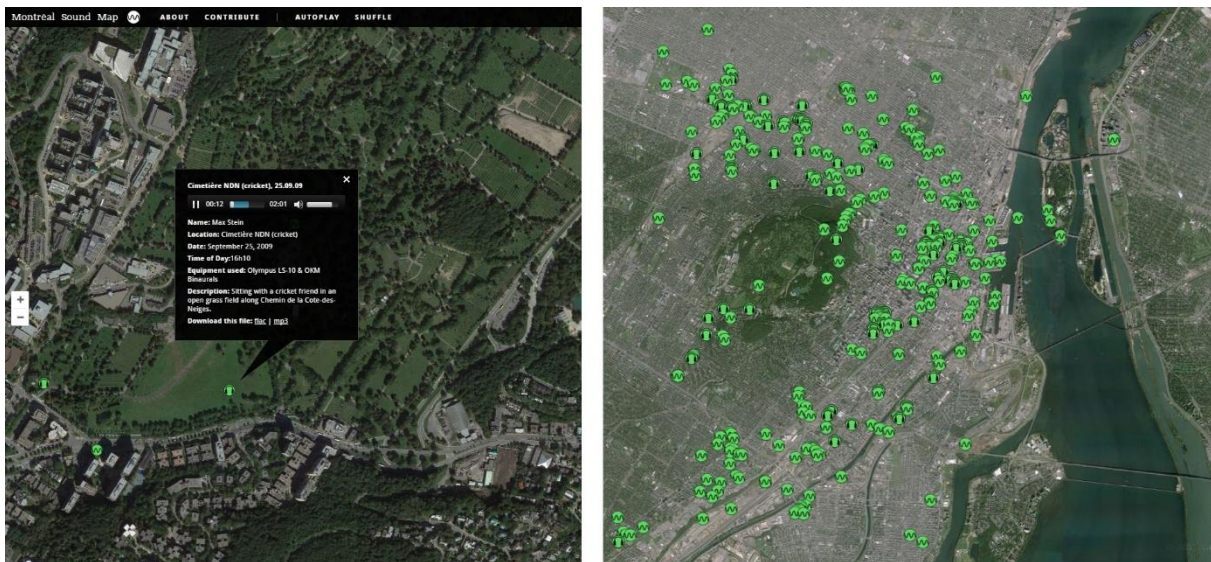 Montréal Sound Map ABOUT CONTRIBUTE | AUTOPLAY SHUFFLE
Cimetière NDN (cricket), 25.09.09
00:12 02:01
Name: Max Stein
Location: Cimetière NDN (cricket)
Date: September 25, 2009
Time of Day:16h10
Equipment used: Olympus LS-10 & OKM
Binaurals
Description: Sitting with a cricket friend in an
open grass field along Chemin de la Cote-des-
Neiges.
Download this file: flac | mp3